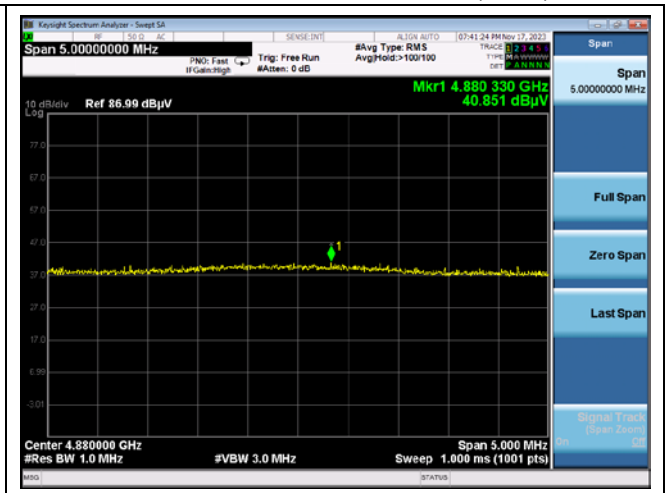 Keysight Spectrum Analyzer - Swept SA
RF 50 Ω AC SENSE:INT ALIGN AUTO 07:41:24 PM Nov 17, 2023
Span 5.00000000 MHz
PNO: Fast
IFGain:High
Trig: Free Run
#Atten: 0 dB
#Avg Type: RMS
Avg|Hold:>100/100
TRACE 1 2 3 4 5 6
TYPE M A W W W W
DET P A N N N N
Mkr1 4.880 330 GHz
40.851 dBµV
10 dB/div Ref 86.99 dBµV
Log
77.0
67.0
57.0
47.0
37.0
27.0
17.0
6.99
-3.01
1
Center 4.880000 GHz Span 5.000 MHz
#Res BW 1.0 MHz #VBW 3.0 MHz Sweep 1.000 ms (1001 pts)
MSG STATUS
Span
Span
5.00000000 MHz
Full Span
Zero Span
Last Span
Signal Track
(Span Zoom)
On Off